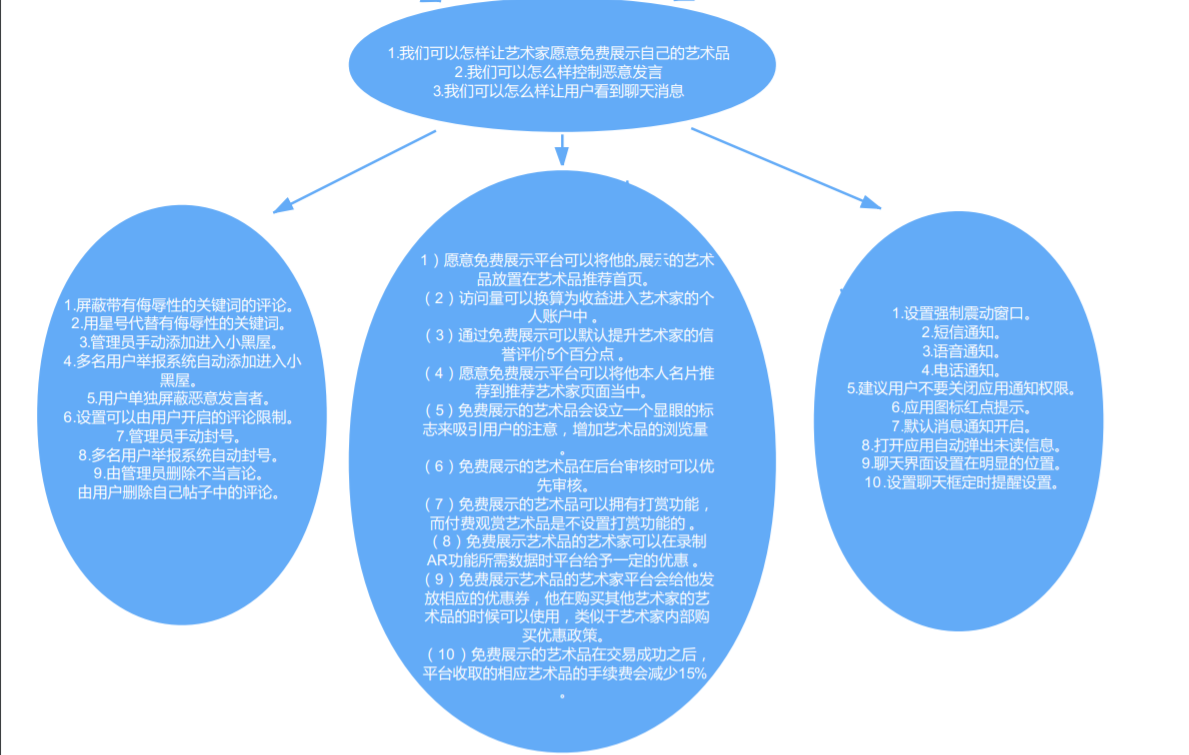 1.我们可以怎样让艺术家愿意免费展示自己的艺术品
2.我们可以怎么样控制恶意发言
3.我们可以怎么样让用户看到聊天消息
1.屏蔽带有侮辱性的关键词的评论。
2.用星号代替有侮辱性的关键词。
3.管理员手动添加进入小黑屋。
4.多名用户举报系统自动添加进入小
黑屋。
5.用户单独屏蔽恶意发言者。
6.设置可以由用户开启的评论限制。
7.管理员手动封号。
8.多名用户举报系统自动封号。
9.由管理员删除不当言论。
由用户删除自己帖子中的评论。
1）愿意免费展示平台可以将他的展示的艺术
品放置在艺术品推荐首页。
（2）访问量可以换算为收益进入艺术家的个
人账户中 。
（3）通过免费展示可以默认提升艺术家的信
誉评价5个百分点 。
（4）愿意免费展示平台可以将他本人名片推
荐到推荐艺术家页面当中。
（5）免费展示的艺术品会设立一个显眼的标
志来吸引用户的注意，增加艺术品的浏览量
。
（6）免费展示的艺术品在后台审核时可以优
先审核。
（7）免费展示的艺术品可以拥有打赏功能，
而付费观赏艺术品是不设置打赏功能的 。
（8）免费展示艺术品的艺术家可以在录制
AR功能所需数据时平台给予一定的优惠 。
（9）免费展示艺术品的艺术家平台会给他发
放相应的优惠券，他在购买其他艺术家的艺
术品的时候可以使用，类似于艺术家内部购
买优惠政策。
（10）免费展示的艺术品在交易成功之后，
平台收取的相应艺术品的手续费会减少15%
。
1.设置强制震动窗口。
2.短信通知。
3.语音通知。
4.电话通知。
5.建议用户不要关闭应用通知权限。
6.应用图标红点提示。
7.默认消息通知开启。
8.打开应用自动弹出未读信息。
9.聊天界面设置在明显的位置。
10.设置聊天框定时提醒设置。